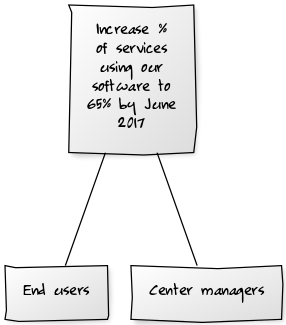 Increase %
of services
using our
software to
65% by June
2017
End users
Center managers